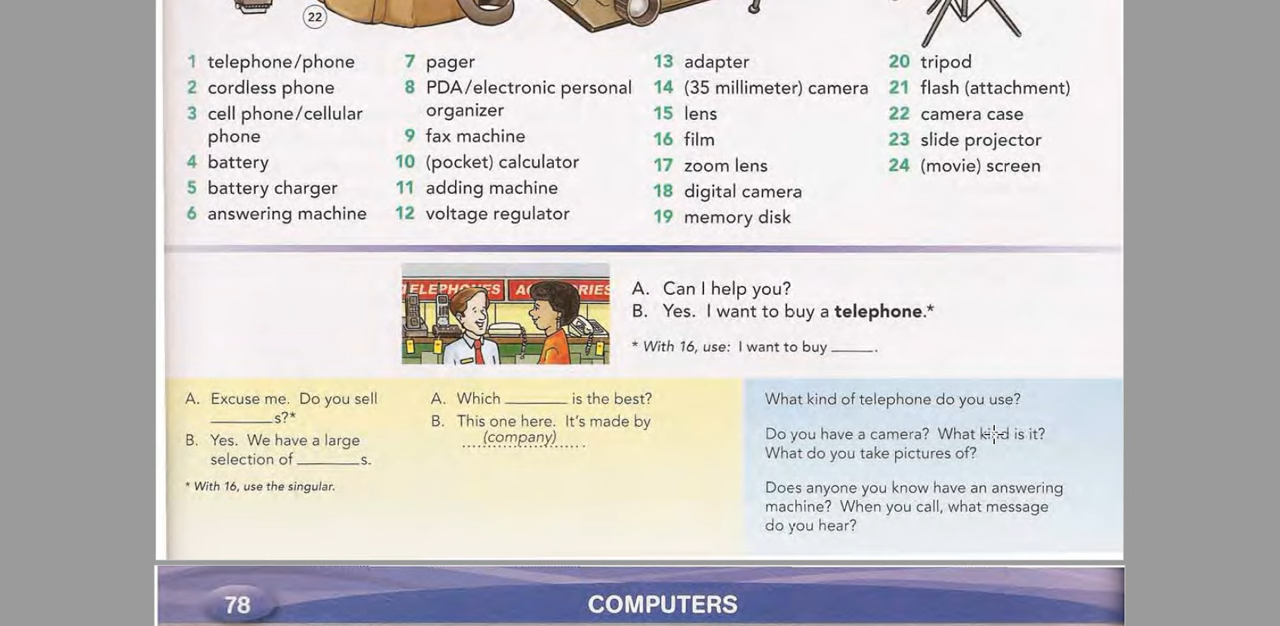 22
1 telephone/phone
2 cordless phone
3 cell phone/cellular
phone
4 battery
5 battery charger
6 answering machine
7 pager
8 PDA/electronic personal
organizer
9 fax machine
10 (pocket) calculator
11 adding machine
12 voltage regulator
13 adapter
14 (35 millimeter) camera
15 lens
16 film
17 zoom lens
18 digital camera
19 memory disk
20 tripod
21 flash (attachment)
22 camera case
23 slide projector
24 (movie) screen
A. Can I help you?
B. Yes. I want to buy a telephone.*
* With 16, use: I want to buy _____.
A. Excuse me. Do you sell
________s?*
B. Yes. We have a large
selection of ________s.
* With 16, use the singular.
A. Which ________ is the best?
B. This one here. It's made by
....(company)......
What kind of telephone do you use?
Do you have a camera? What kind is it?
What do you take pictures of?
Does anyone you know have an answering
machine? When you call, what message
do you hear?
78 COMPUTERS